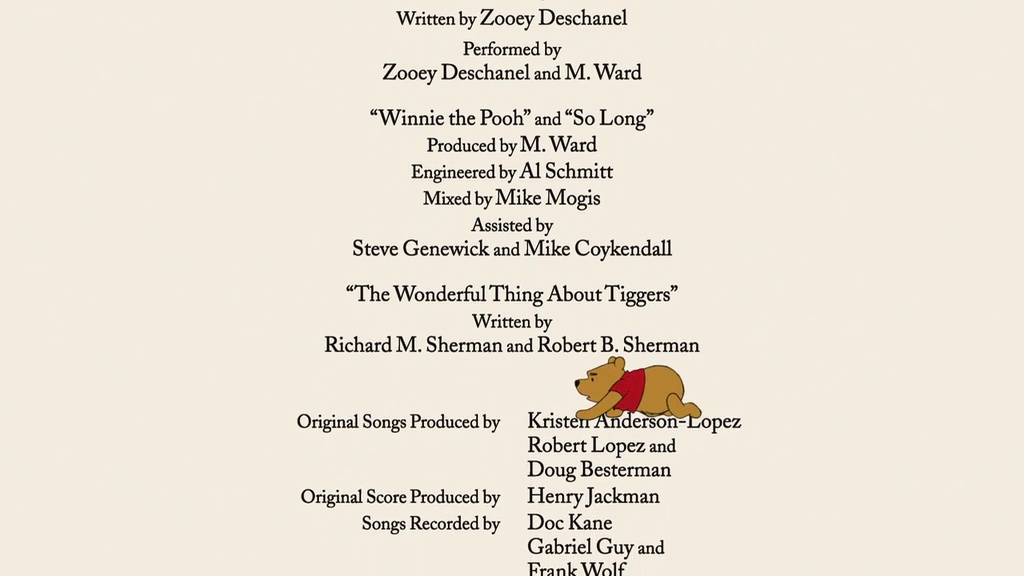 Written by Zooey Deschanel
Performed by
Zooey Deschanel and M. Ward
“Winnie the Pooh” and “So Long”
Produced by M. Ward
Engineered by Al Schmitt
Mixed by Mike Mogis
Assisted by
Steve Genewick and Mike Coykendall
“The Wonderful Thing About Tiggers”
Written by
Richard M. Sherman and Robert B. Sherman
Original Songs Produced by Kristen Anderson-Lopez
Robert Lopez and
Doug Besterman
Original Score Produced by Henry Jackman
Songs Recorded by Doc Kane
Gabriel Guy and
Frank Wolf